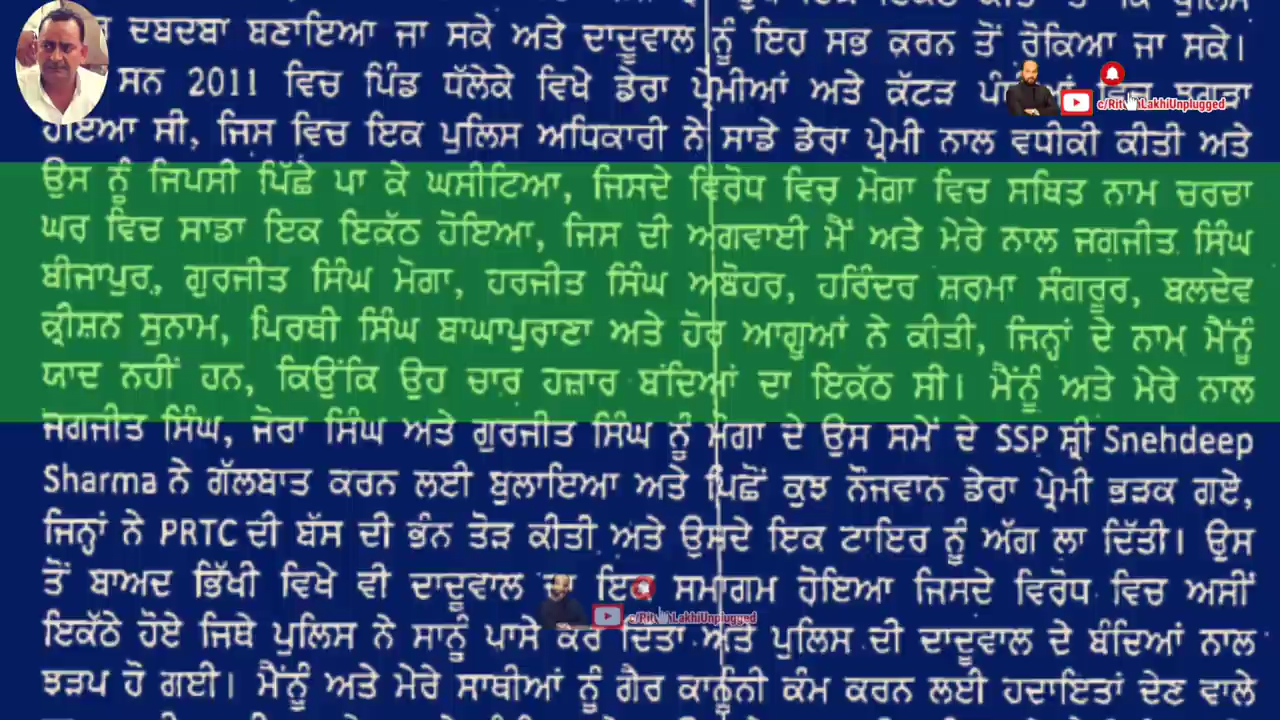 ਦਬਦਬਾ ਬਣਾਇਆ ਜਾ ਸਕੇ ਅਤੇ ਦਾਦੂਵਾਲ ਨੂੰ ਇਹ ਸਭ ਕਰਨ ਤੋਂ ਰੋਕਿਆ ਜਾ ਸਕੇ।
ਸਨ 2011 ਵਿਚ ਪਿੰਡ ਧੱਲੇਕੇ ਵਿਖੇ ਡੇਰਾ ਪ੍ਰੇਮੀਆਂ ਅਤੇ ਕੱਟੜ ਵਿਚ ਝਗੜਾ
c/RituLakhiUnplugged
ਹੋਇਆ ਸੀ, ਜਿਸ ਵਿਚ ਇਕ ਪੁਲਿਸ ਅਧਿਕਾਰੀ ਨੇ ਸਾਡੇ ਡੇਰਾ ਪ੍ਰੇਮੀ ਨਾਲ ਵਧੀਕੀ ਕੀਤੀ ਅਤੇ
ਉਸ ਨੂੰ ਜਿਪਸੀ ਪਿੱਛੇ ਪਾ ਕੇ ਘਸੀਟਿਆ, ਜਿਸਦੇ ਵਿਰੋਧ ਵਿਚ ਮੋਗਾ ਵਿਚ ਸਥਿਤ ਨਾਮ ਚਰਚਾ
ਘਰ ਵਿਚ ਸਾਡਾ ਇਕ ਇਕੱਠ ਹੋਇਆ, ਜਿਸ ਦੀ ਅਗਵਾਈ ਮੈਂ ਅਤੇ ਮੇਰੇ ਨਾਲ ਜਗਜੀਤ ਸਿੰਘ
ਬੀਜਾਪੁਰ, ਗੁਰਜੀਤ ਸਿੰਘ ਮੋਗਾ, ਹਰਜੀਤ ਸਿੰਘ ਅਬੋਹਰ, ਹਰਿੰਦਰ ਸ਼ਰਮਾ ਸੰਗਰੂਰ, ਬਲਦੇਵ
ਕ੍ਰੀਸ਼ਨ ਸੁਨਾਮ, ਪਿਰਥੀ ਸਿੰਘ ਬਾਘਾਪੁਰਾਣਾ ਅਤੇ ਹੋਰ ਆਗੂਆਂ ਨੇ ਕੀਤੀ, ਜਿਨ੍ਹਾਂ ਦੇ ਨਾਮ ਮੈਂਨੂੰ
ਯਾਦ ਨਹੀਂ ਹਨ, ਕਿਉਂਕਿ ਉਹ ਚਾਰ ਹਜ਼ਾਰ ਬੰਦਿਆਂ ਦਾ ਇਕੱਠ ਸੀ। ਮੈਂਨੂੰ ਅਤੇ ਮੇਰੇ ਨਾਲ
ਜਗਜੀਤ ਸਿੰਘ, ਜੋਰਾ ਸਿੰਘ ਅਤੇ ਗੁਰਜੀਤ ਸਿੰਘ ਨੂੰ ਮੋਗਾ ਦੇ ਉਸ ਸਮੇਂ ਦੇ SSP ਸ਼੍ਰੀ Snehdeep
Sharma ਨੇ ਗੱਲਬਾਤ ਕਰਨ ਲਈ ਬੁਲਾਇਆ ਅਤੇ ਪਿਛੋਂ ਕੁਝ ਨੌਜਵਾਨ ਡੇਰਾ ਪ੍ਰੇਮੀ ਭੜਕ ਗਏ,
ਜਿਨ੍ਹਾਂ ਨੇ PRTC ਦੀ ਬੱਸ ਦੀ ਭੰਨ ਤੋੜ ਕੀਤੀ ਅਤੇ ਉਸਦੇ ਇਕ ਟਾਇਰ ਨੂੰ ਅੱਗ ਲਾ ਦਿੱਤੀ। ਉਸ
ਤੋਂ ਬਾਅਦ ਭਿੱਖੀ ਵਿਖੇ ਵੀ ਦਾਦੂਵਾਲ ਦਾ ਇਕ ਸਮਾਗਮ ਹੋਇਆ ਜਿਸਦੇ ਵਿਰੋਧ ਵਿਚ ਅਸੀਂ
c/RituLakhiUnplugged
ਇਕੱਠੇ ਹੋਏ ਜਿਥੇ ਪੁਲਿਸ ਨੇ ਸਾਨੂੰ ਪਾਸੇ ਕਰ ਦਿਤਾ ਅਤੇ ਪੁਲਿਸ ਦੀ ਦਾਦੂਵਾਲ ਦੇ ਬੰਦਿਆਂ ਨਾਲ
ਝੜਪ ਹੋ ਗਈ। ਮੈਂਨੂੰ ਅਤੇ ਮੇਰੇ ਸਾਥੀਆਂ ਨੂੰ ਗੈਰ ਕਾਨੂੰਨੀ ਕੰਮ ਕਰਨ ਲਈ ਹਦਾਇਤਾਂ ਦੇਣ ਵਾਲੇ